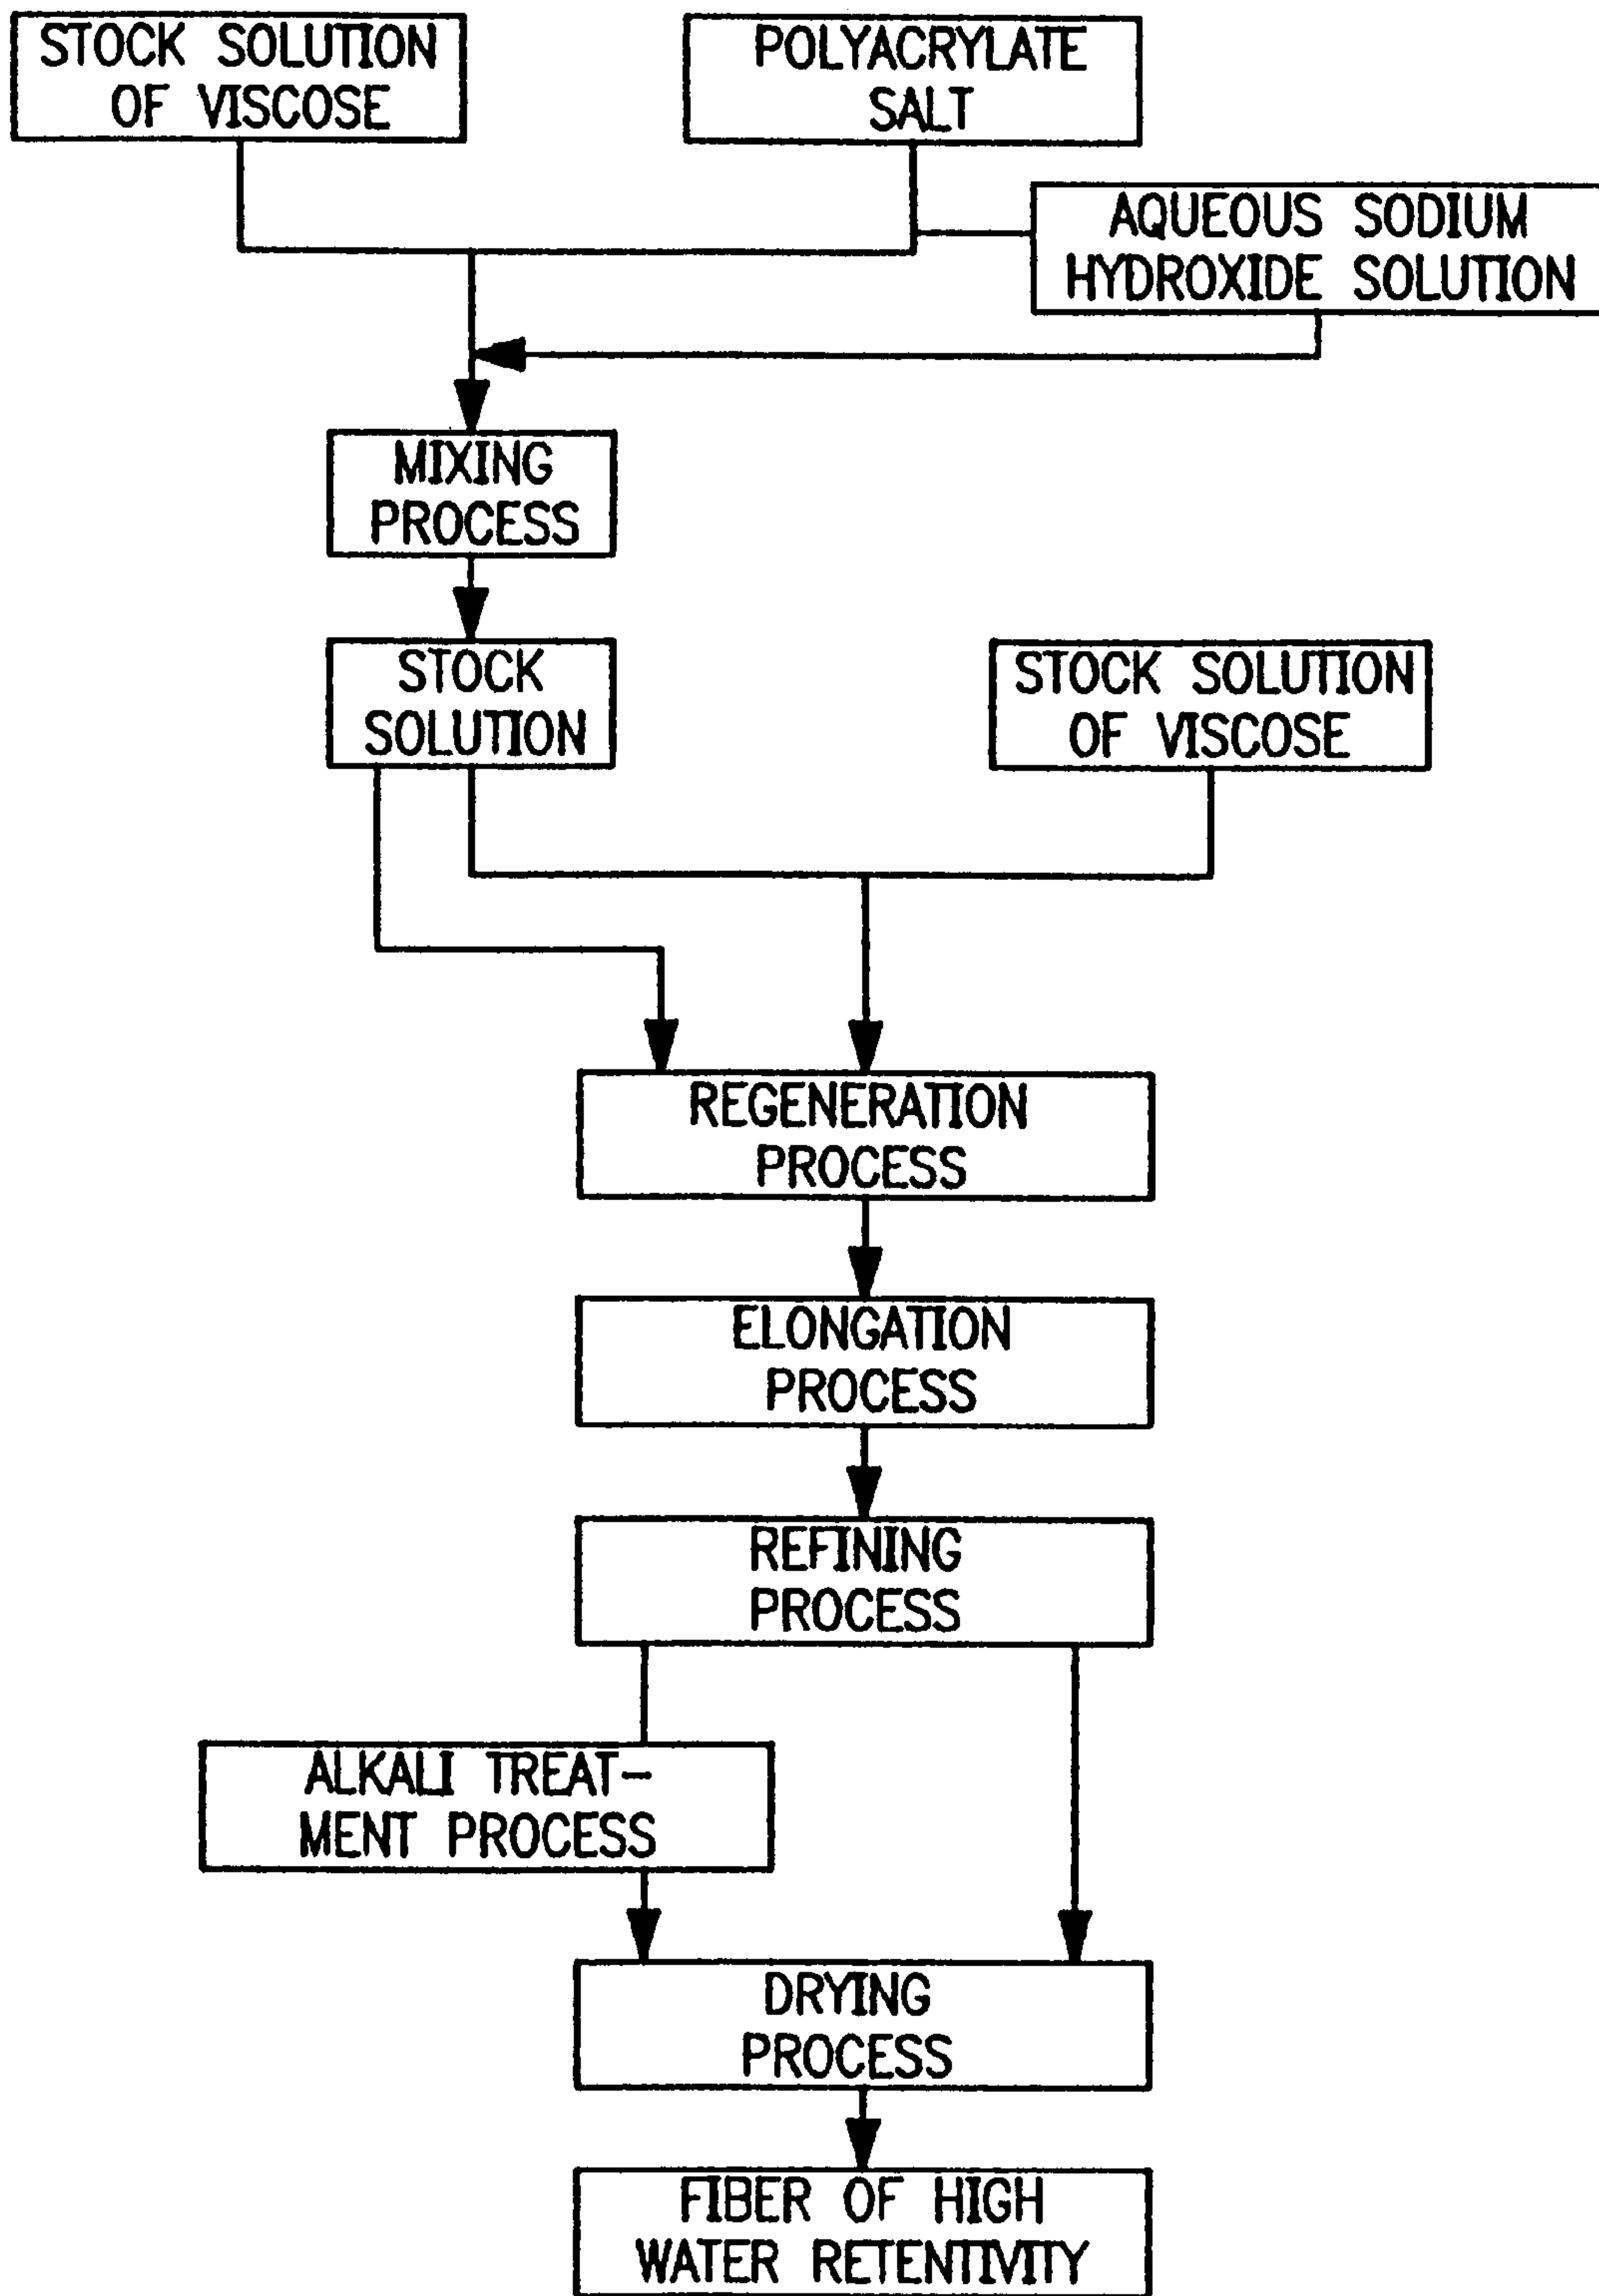 STOCK SOLUTION
OF VISCOSE
POLYACRYLATE
SALT
AQUEOUS SODIUM
HYDROXIDE SOLUTION
MIXING
PROCESS
STOCK
SOLUTION
STOCK SOLUTION
OF VISCOSE
REGENERATION
PROCESS
ELONGATION
PROCESS
REFINING
PROCESS
ALKALI TREAT-
MENT PROCESS
DRYING
PROCESS
FIBER OF HIGH
WATER RETENTIVITY